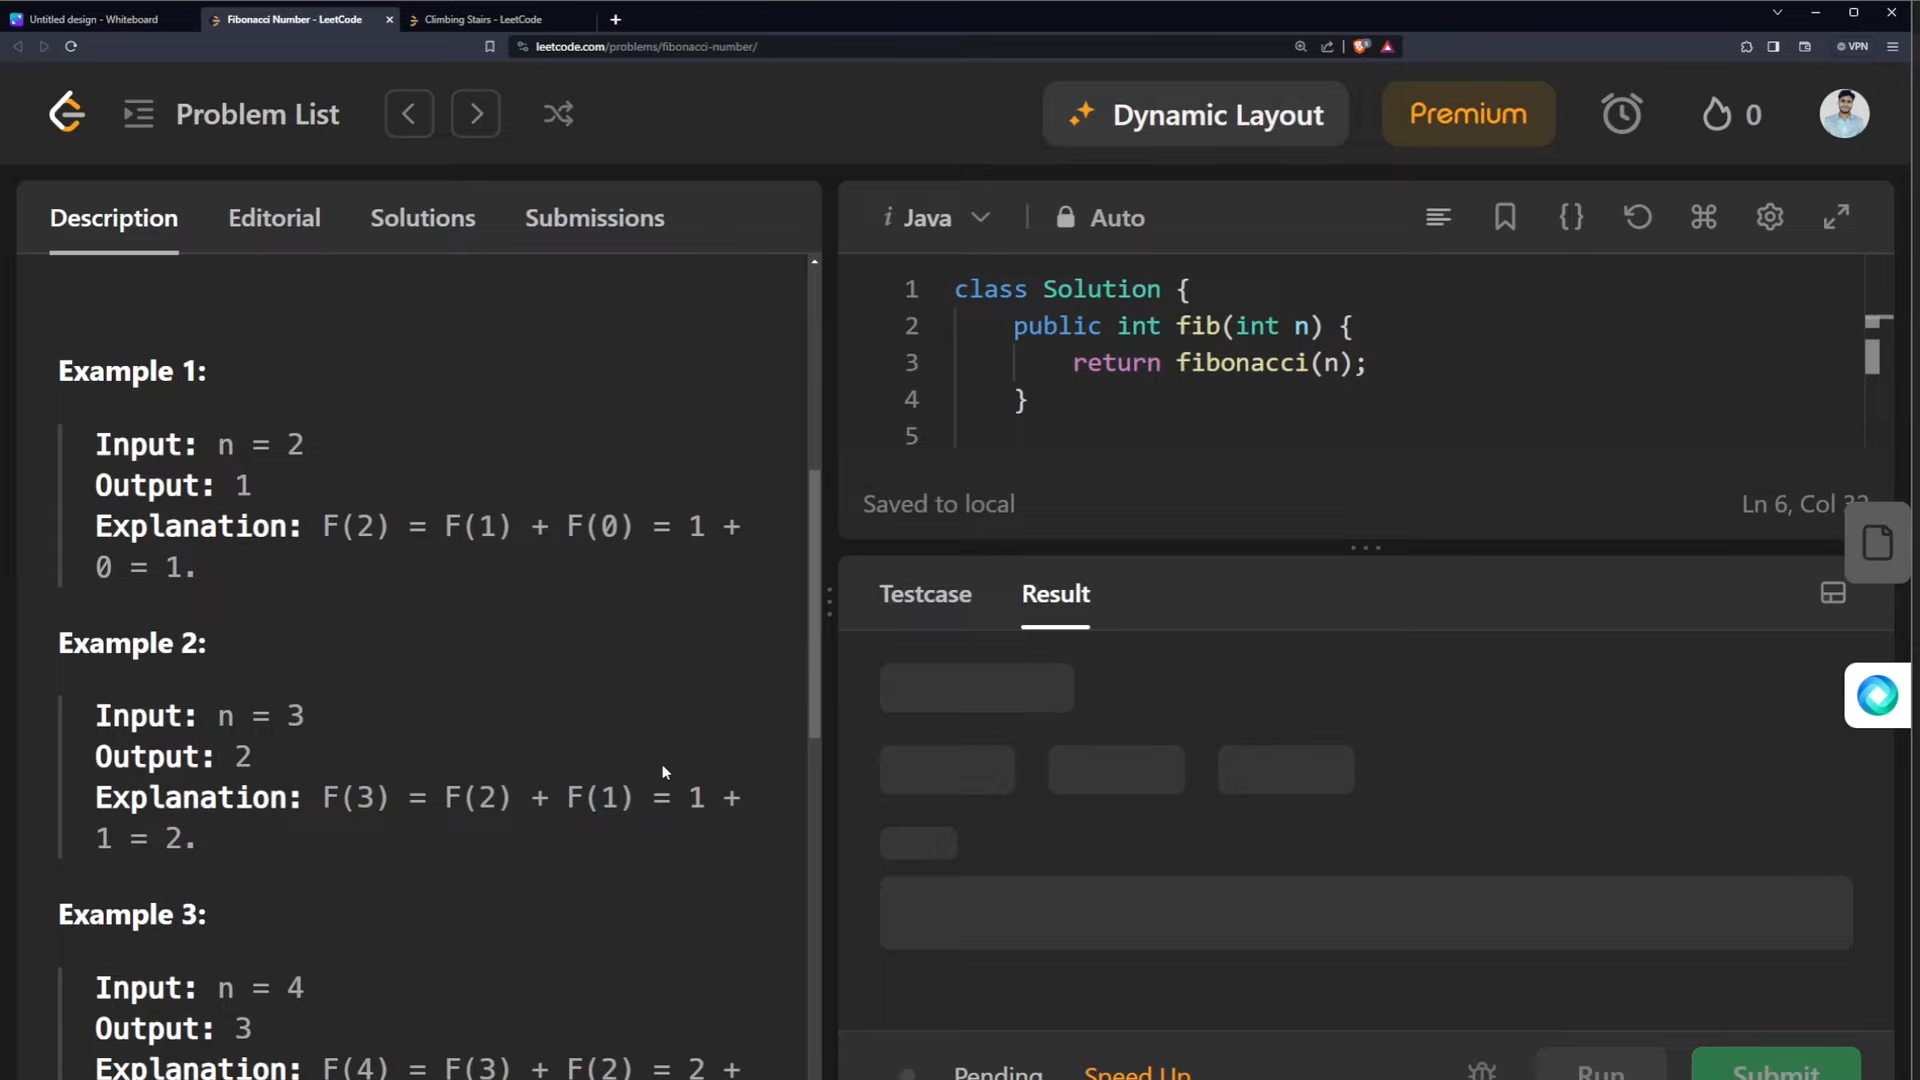 Untitled design - Whiteboard
Fibonacci Number - LeetCode
Climbing Stairs - LeetCode
leetcode.com/problems/fibonacci-number/
VPN
Problem List
Dynamic Layout
Premium
0
Description
Editorial
Solutions
Submissions
Example 1:
Input: n = 2
Output: 1
Explanation: F(2) = F(1) + F(0) = 1 +
0 = 1.
Example 2:
Input: n = 3
Output: 2
Explanation: F(3) = F(2) + F(1) = 1 +
1 = 2.
Example 3:
Input: n = 4
Output: 3
Explanation: F(4) = F(3) + F(2) = 2 +
i Java
Auto
1 class Solution {
2 public int fib(int n) {
3 return fibonacci(n);
4 }
5
Saved to local
Ln 6, Col
Testcase
Result
Pending
Speed Up
Run
Submit